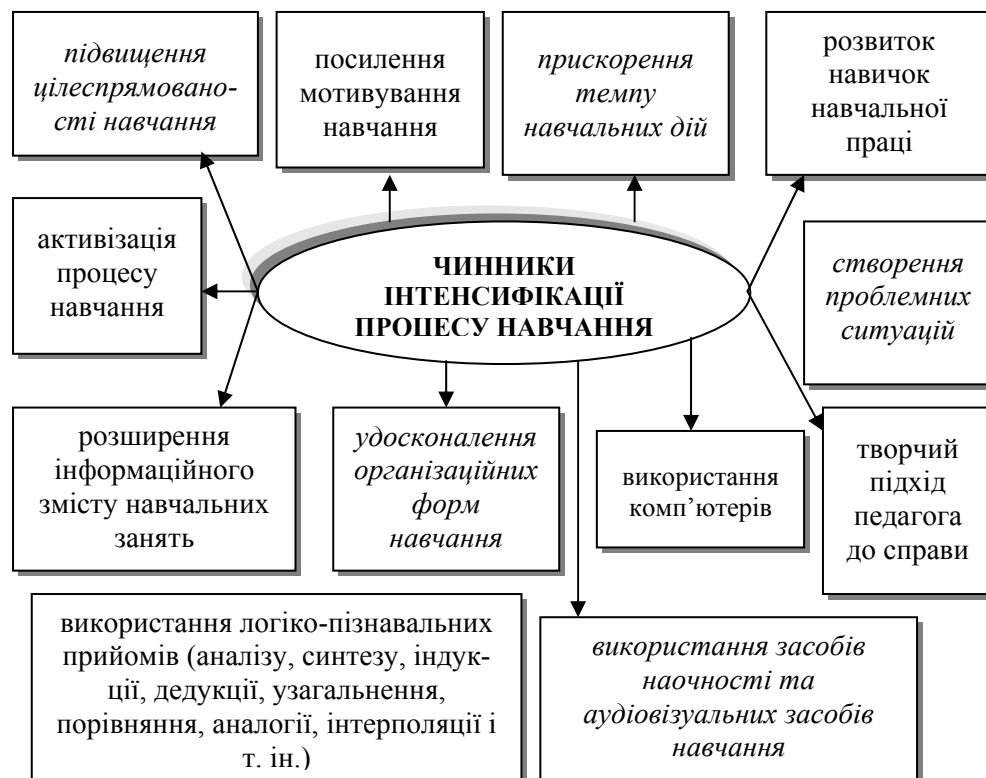 підвищення
цілеспрямовано-
сті навчання
посилення
мотивування
навчання
прискорення
темпу
навчальних дій
розвиток
навичок
навчальної
праці
активізація
процесу
навчання
ЧИННИКИ
ІНТЕНСИФІКАЦІЇ
ПРОЦЕСУ НАВЧАННЯ
створення
проблемних
ситуацій
розширення
інформаційного
змісту навчальних
занять
удосконалення
організаційних
форм
навчання
використання
комп’ютерів
творчий
підхід
педагога
до справи
використання логіко-пізнавальних
прийомів (аналізу, синтезу, індук-
ції, дедукції, узагальнення,
порівняння, аналогії, інтерполяції і
т. ін.)
використання засобів
наочності та
аудіовізуальних засобів
навчання